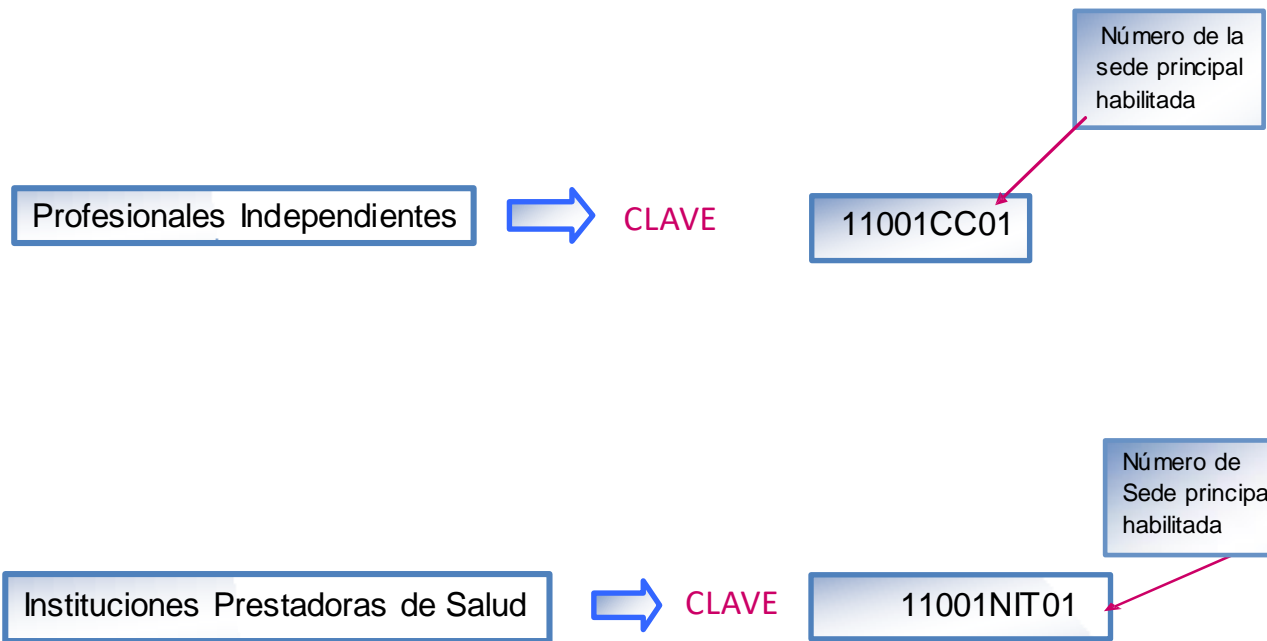 Número de la
sede principal
habilitada
Profesionales Independientes
CLAVE
11001CC01
Número de
Sede principa
habilitada
Instituciones Prestadoras de Salud
CLAVE
11001NIT01